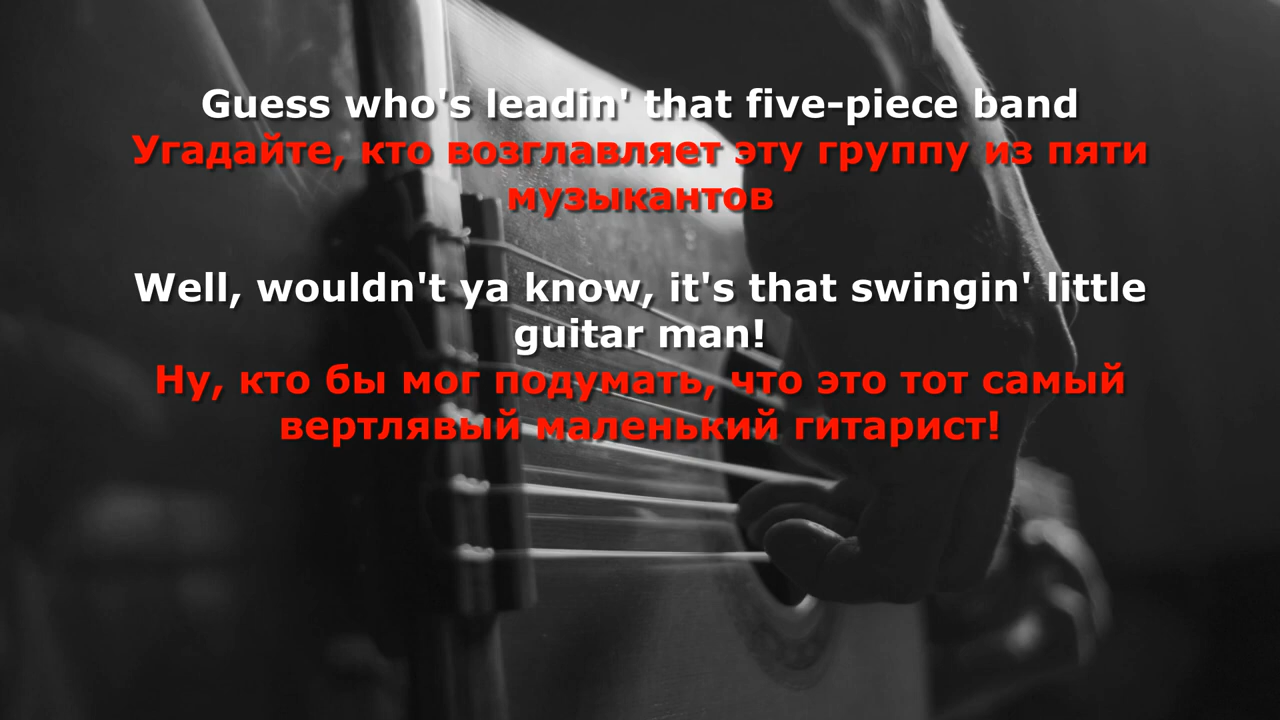 Guess who's leadin' that five-piece band
Угадайте, кто возглавляет эту группу из пяти
музыкантов
Well, wouldn't ya know, it's that swingin' little
guitar man!
Ну, кто бы мог подумать, что это тот самый
вертлявый маленький гитарист!